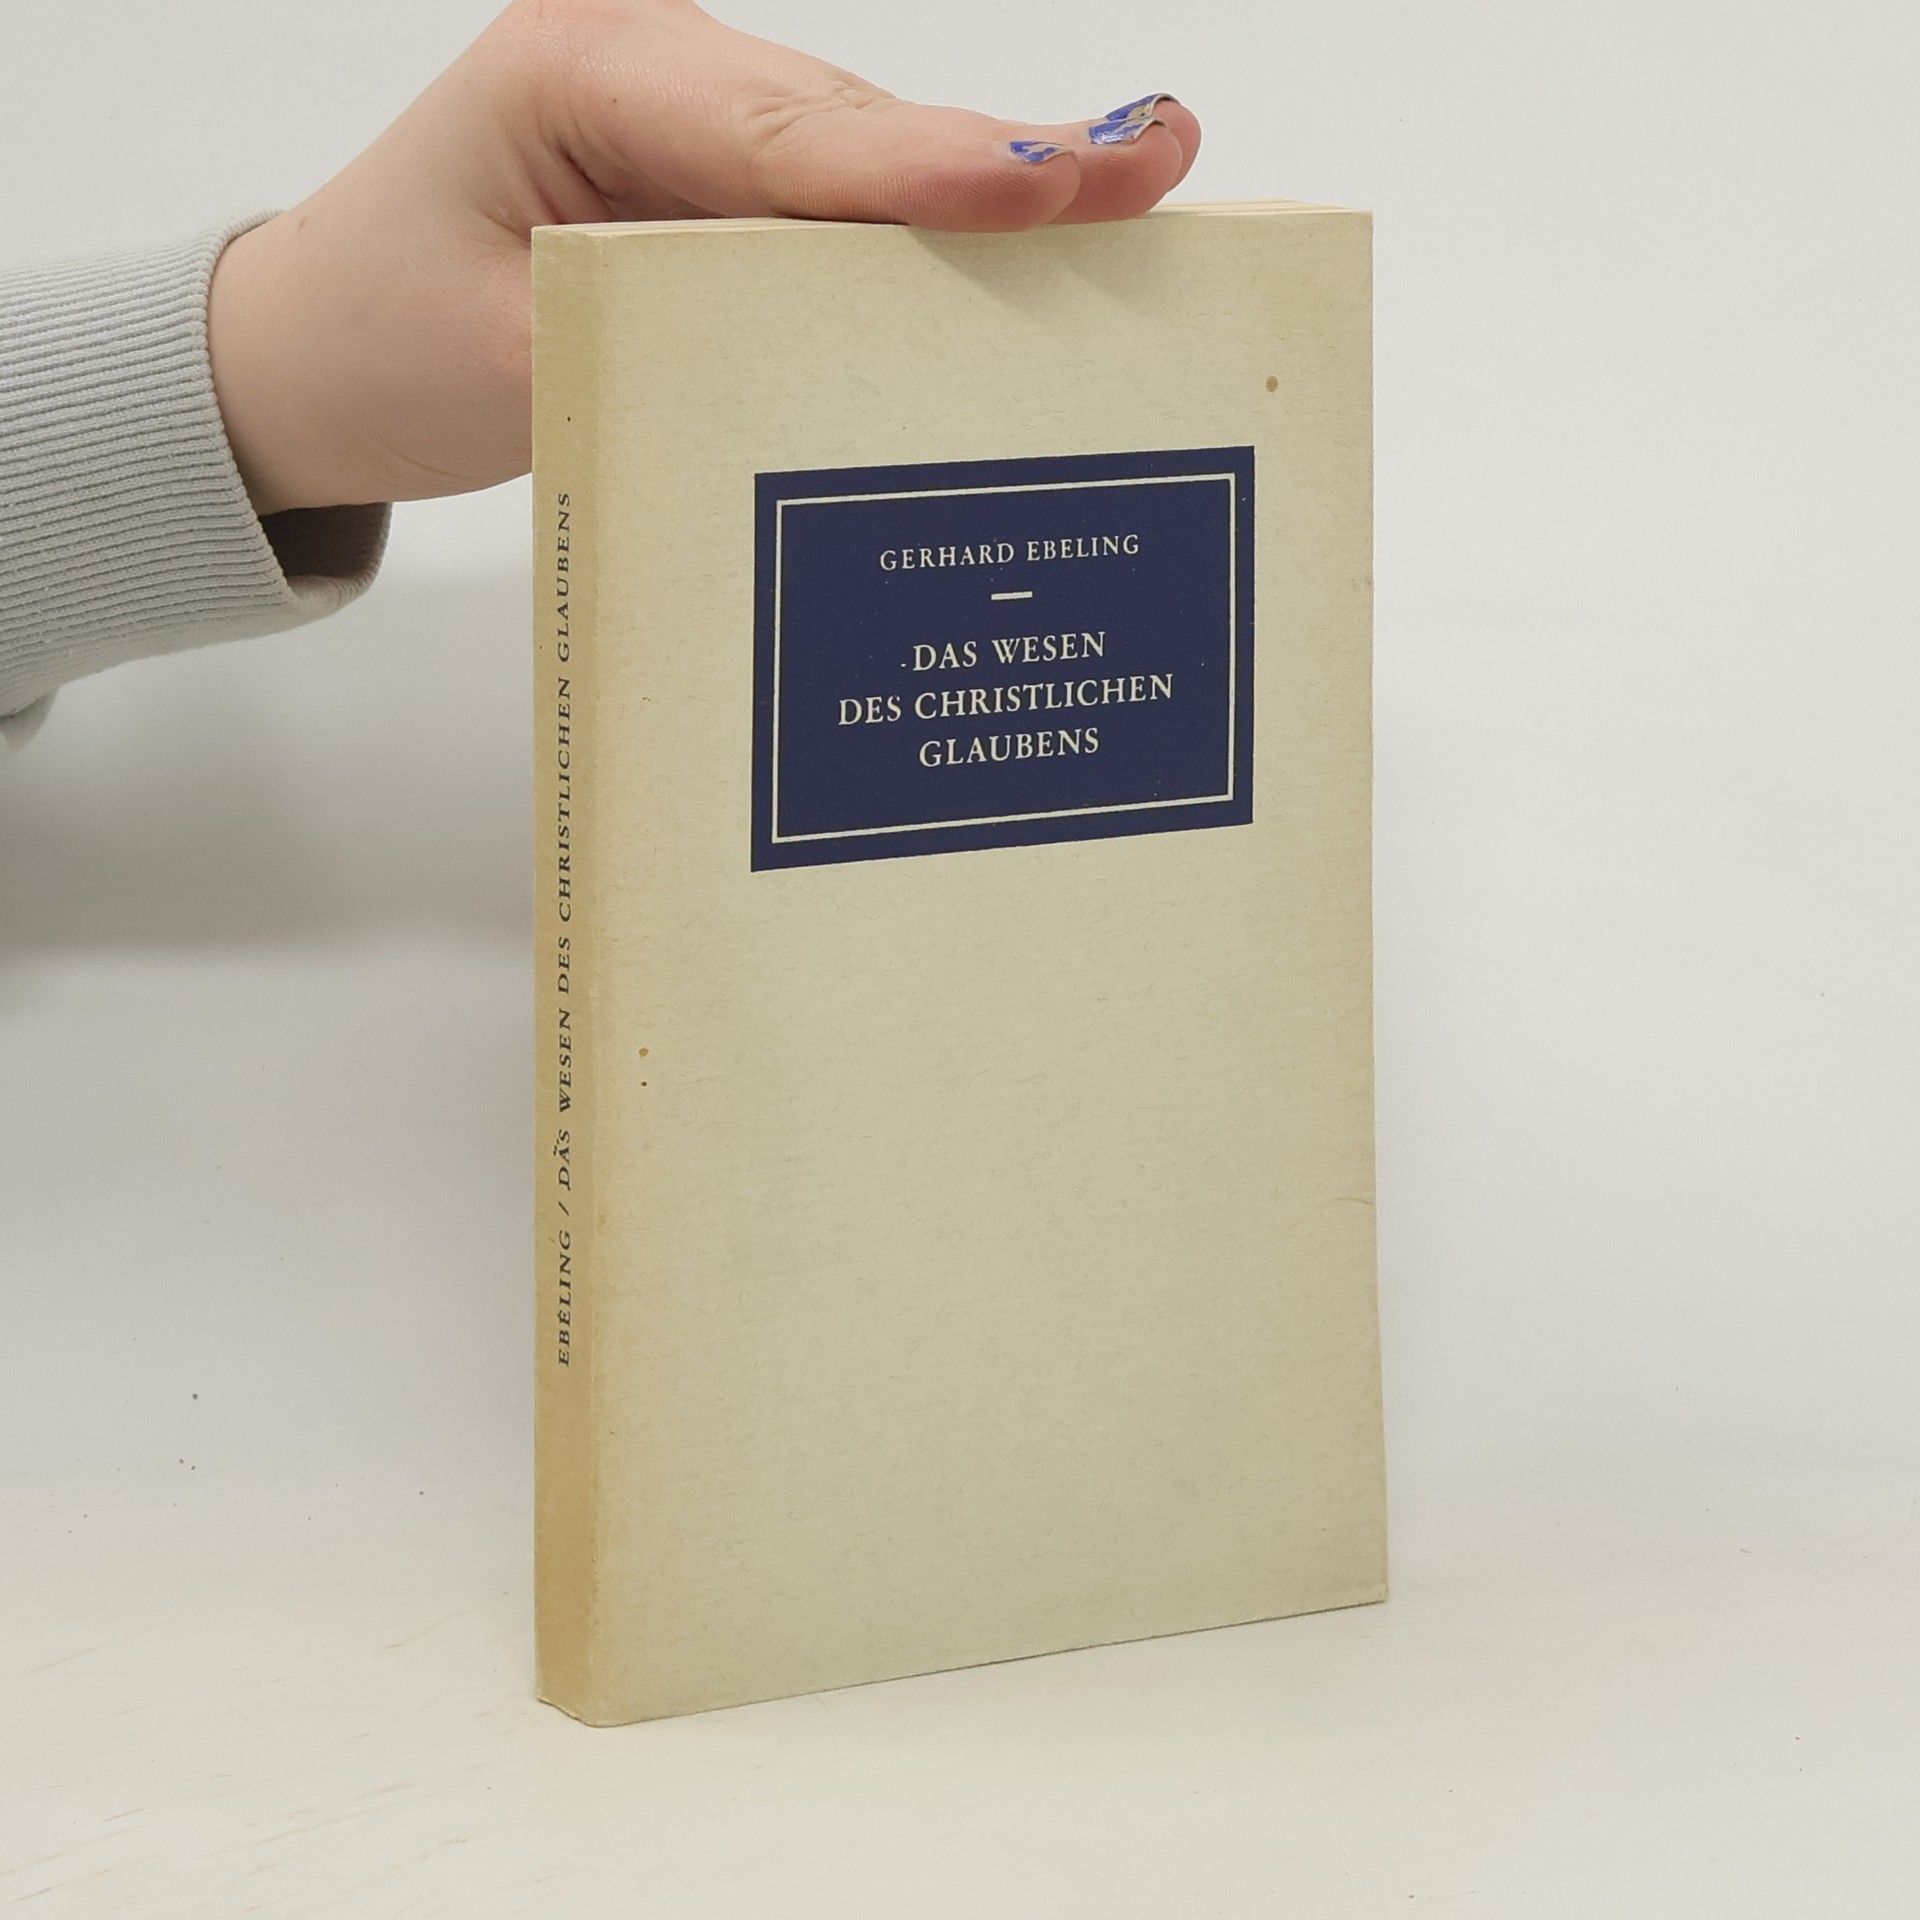 GERHARD EBELING
DAS WESEN
DES CHRISTLICHEN
GLAUBENS
EBELING / DAS WESEN DES CHRISTLICHEN GLAUBENS